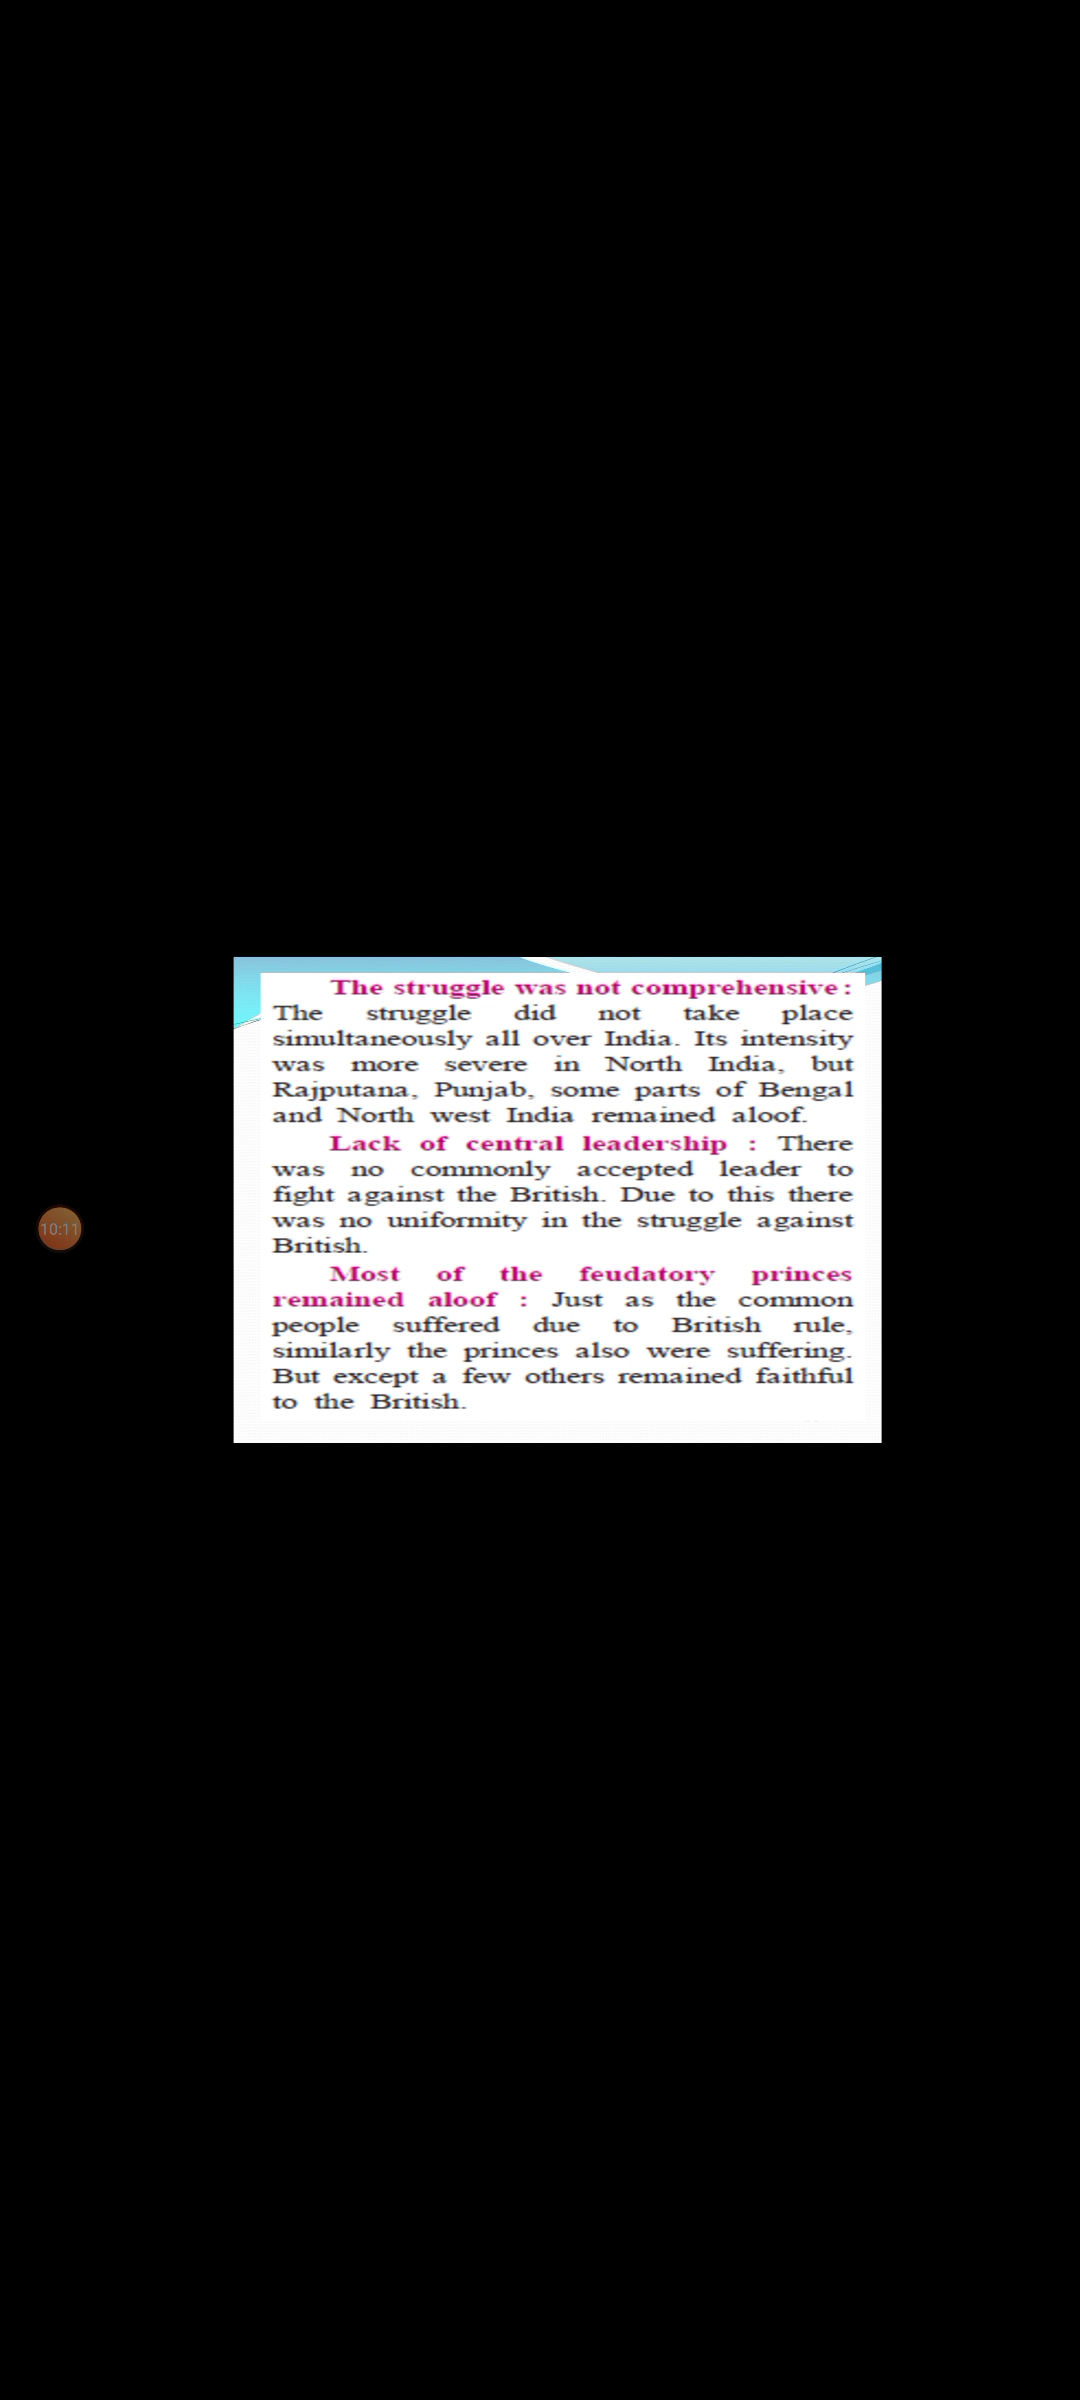 The struggle was not comprehensive :
The struggle did not take place
simultaneously all over India. Its intensity
was more severe in North India, but
Rajputana, Punjab, some parts of Bengal
and North west India remained aloof.
Lack of central leadership : There
was no commonly accepted leader to
fight against the British. Due to this there
was no uniformity in the struggle against
British.
10:11
Most of the feudatory princes
remained aloof : Just as the common
people suffered due to British rule,
similarly the princes also were suffering.
But except a few others remained faithful
to the British.